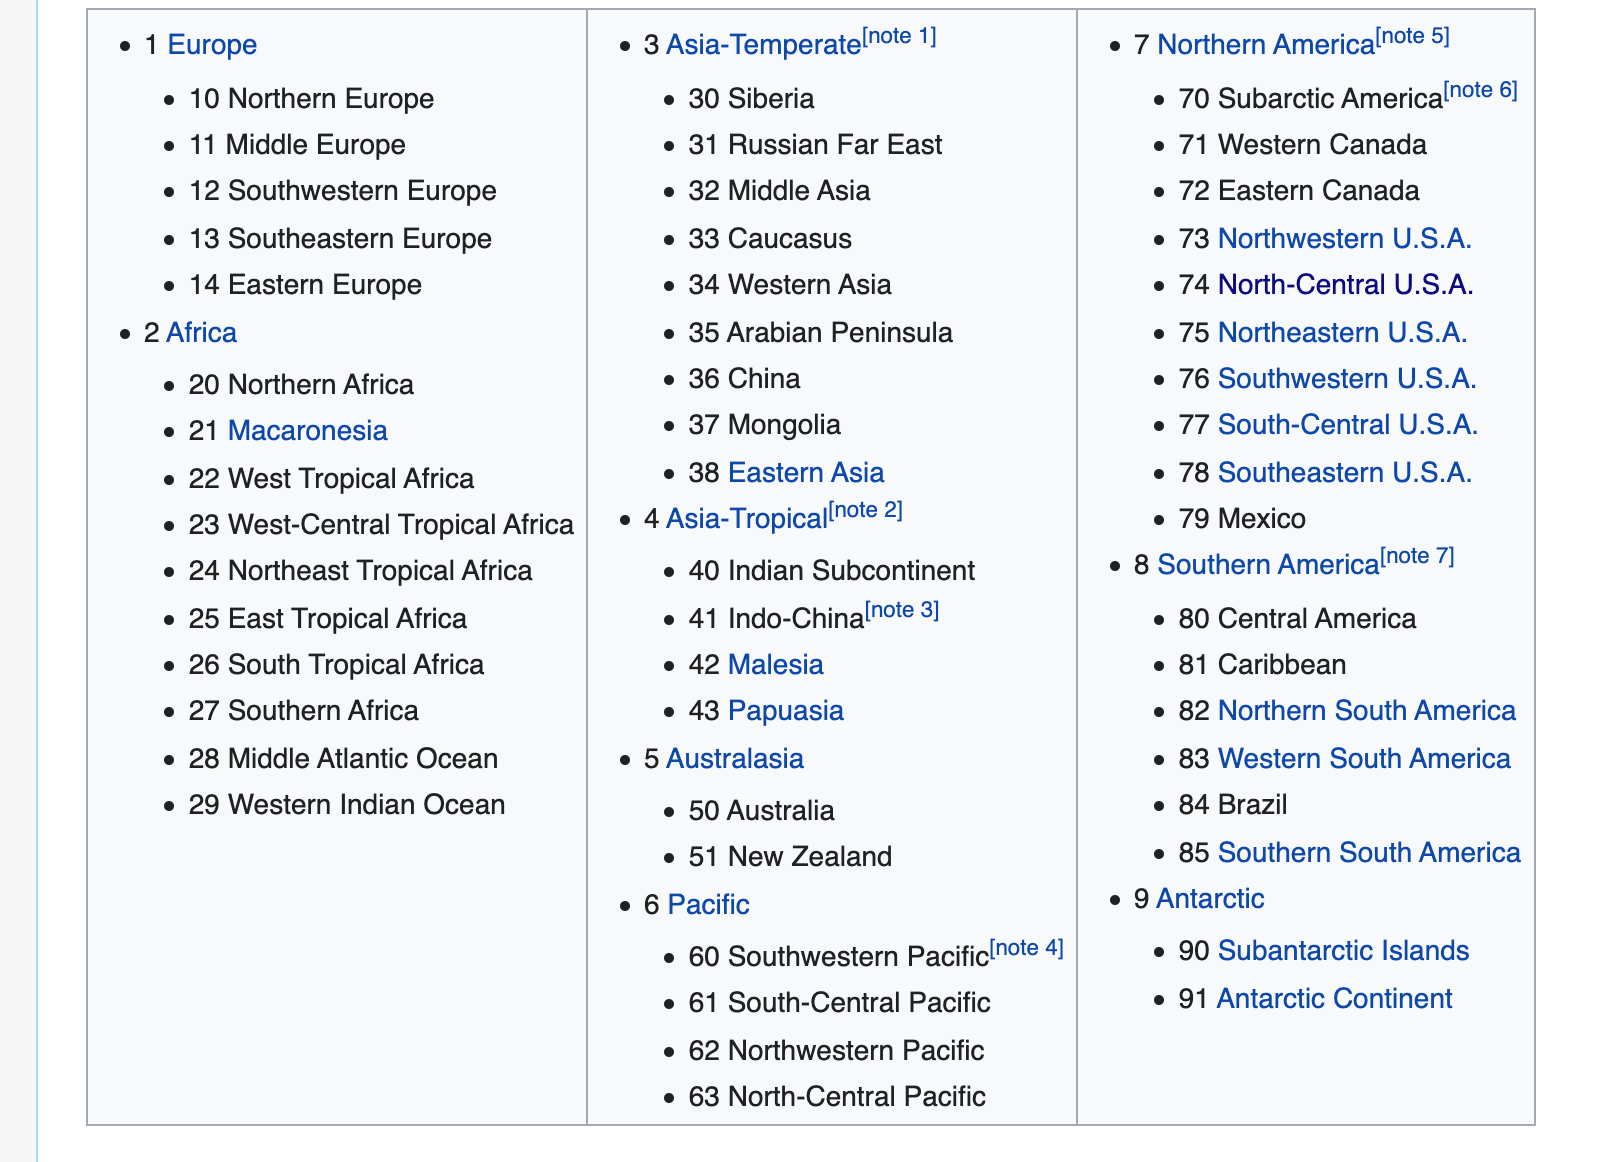 1 Europe
10 Northern Europe
11 Middle Europe
12 Southwestern Europe
13 Southeastern Europe
14 Eastern Europe
2 Africa
20 Northern Africa
21 Macaronesia
22 West Tropical Africa
23 West-Central Tropical Africa
24 Northeast Tropical Africa
25 East Tropical Africa
26 South Tropical Africa
27 Southern Africa
28 Middle Atlantic Ocean
29 Western Indian Ocean
3 Asia-Temperate[note 1]
30 Siberia
31 Russian Far East
32 Middle Asia
33 Caucasus
34 Western Asia
35 Arabian Peninsula
36 China
37 Mongolia
38 Eastern Asia
4 Asia-Tropical[note 2]
40 Indian Subcontinent
41 Indo-China[note 3]
42 Malesia
43 Papuasia
5 Australasia
50 Australia
51 New Zealand
6 Pacific
60 Southwestern Pacific[note 4]
61 South-Central Pacific
62 Northwestern Pacific
63 North-Central Pacific
7 Northern America[note 5]
70 Subarctic America[note 6]
71 Western Canada
72 Eastern Canada
73 Northwestern U.S.A.
74 North-Central U.S.A.
75 Northeastern U.S.A.
76 Southwestern U.S.A.
77 South-Central U.S.A.
78 Southeastern U.S.A.
79 Mexico
8 Southern America[note 7]
80 Central America
81 Caribbean
82 Northern South America
83 Western South America
84 Brazil
85 Southern South America
9 Antarctic
90 Subantarctic Islands
91 Antarctic Continent